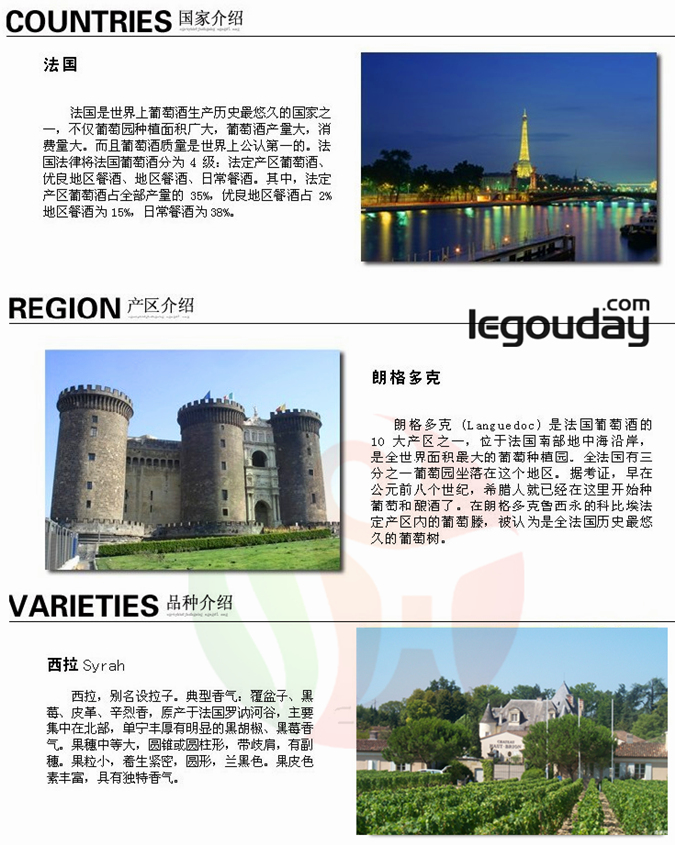 COUNTRIES 国家介绍
法国
法国是世界上葡萄酒生产历史最悠久的国家之
一，不仅葡萄园种植面积广大，葡萄酒产量大，消
费量大。而且葡萄酒质量是世界上公认第一的。法
国法律将法国葡萄酒分为 4 级：法定产区葡萄酒、
优良地区餐酒、地区餐酒、日常餐酒。其中，法定
产区葡萄酒占全部产量的 35%，优良地区餐酒占 2%
地区餐酒为 15%，日常餐酒为 38%。
REGION 产区介绍
legouday.com
朗格多克
朗格多克 (Languedoc) 是法国葡萄酒的
10 大产区之一，位于法国南部地中海沿岸，
是全世界面积最大的葡萄种植园。全法国有三
分之一葡萄园坐落在这个地区。据考证，早在
公元前八个世纪，希腊人就已经在这里开始种
葡萄和酿酒了。在朗格多克鲁西永的科比埃法
定产区内的葡萄滕，被认为是全法国历史最悠
久的葡萄树。
VARIETIES 品种介绍
西拉 Syrah
西拉，别名设拉子。典型香气：覆盆子、黑
莓、皮革、辛烈香，原产于法国罗讷河谷，主要
集中在北部，单宁丰厚有明显的黑胡椒、黑莓香
气。果穗中等大，圆锥或圆柱形，带歧肩，有副
穗。果粒小，着生紧密，圆形，兰黑色。果皮色
素丰富，具有独特香气。
CHATEAU
HAUT-BRION